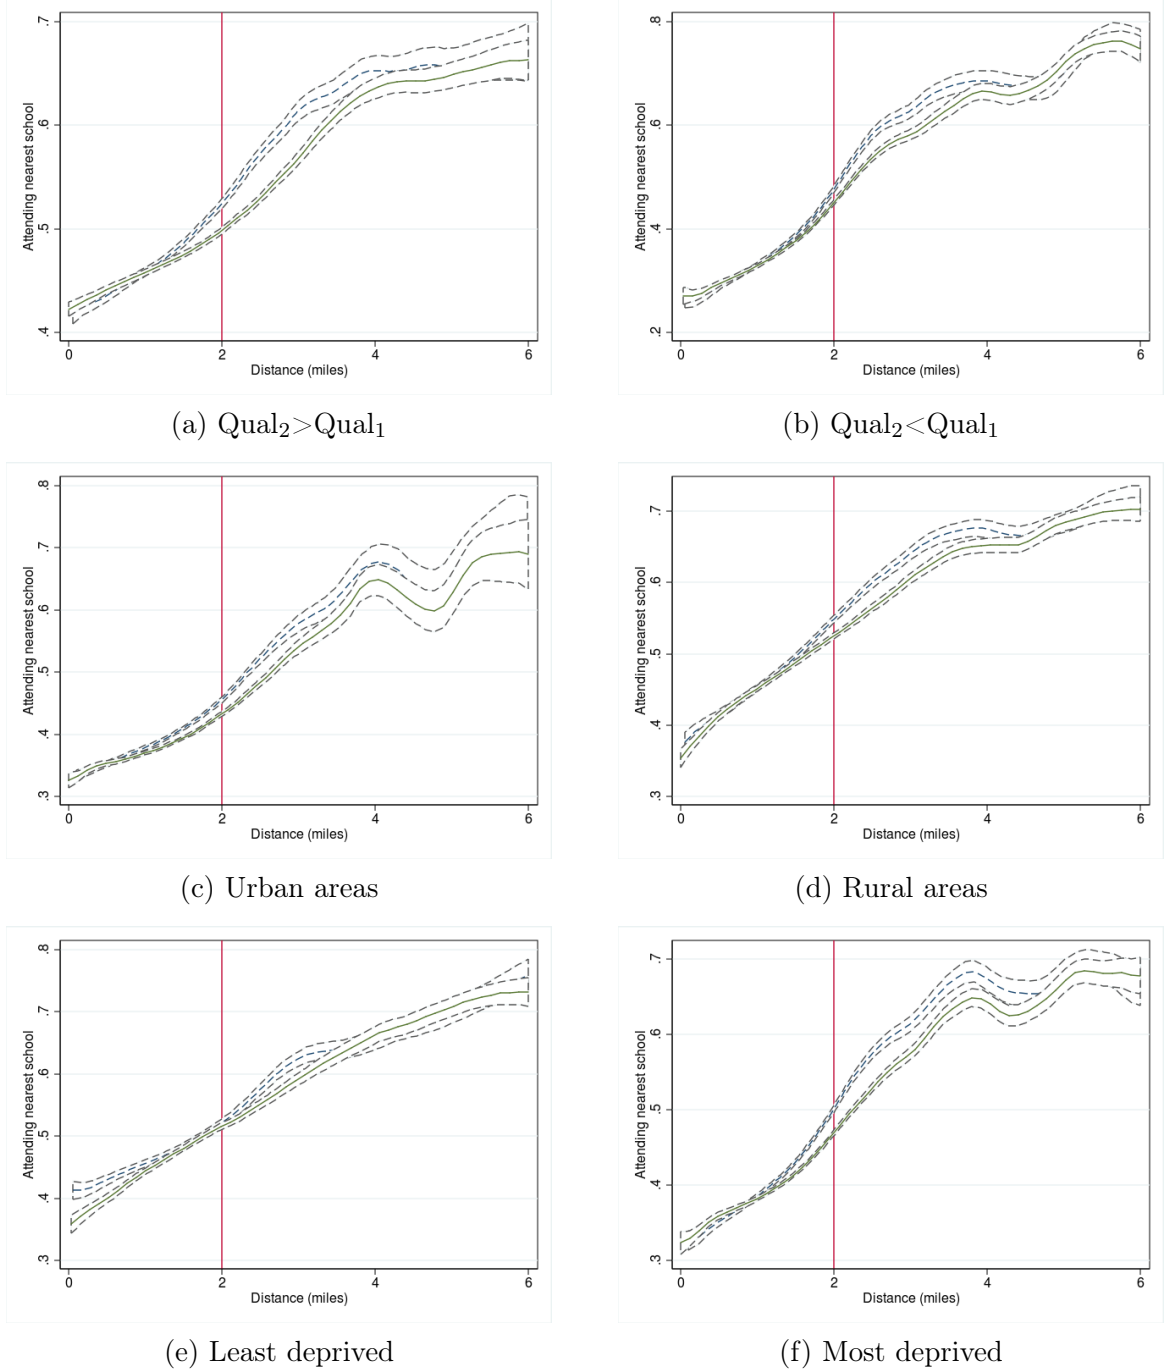 .7
.6
.5
.4
Attending nearest school
0 2 4 6
Distance (miles)
(a) Qual₂>Qual₁
.8
.6
.4
.2
Attending nearest school
0 2 4 6
Distance (miles)
(b) Qual₂<Qual₁
.8
.7
.6
.5
.4
.3
Attending nearest school
0 2 4 6
Distance (miles)
(c) Urban areas
.7
.6
.5
.4
.3
Attending nearest school
0 2 4 6
Distance (miles)
(d) Rural areas
.8
.7
.6
.5
.4
.3
Attending nearest school
0 2 4 6
Distance (miles)
(e) Least deprived
.7
.6
.5
.4
.3
Attending nearest school
0 2 4 6
Distance (miles)
(f) Most deprived